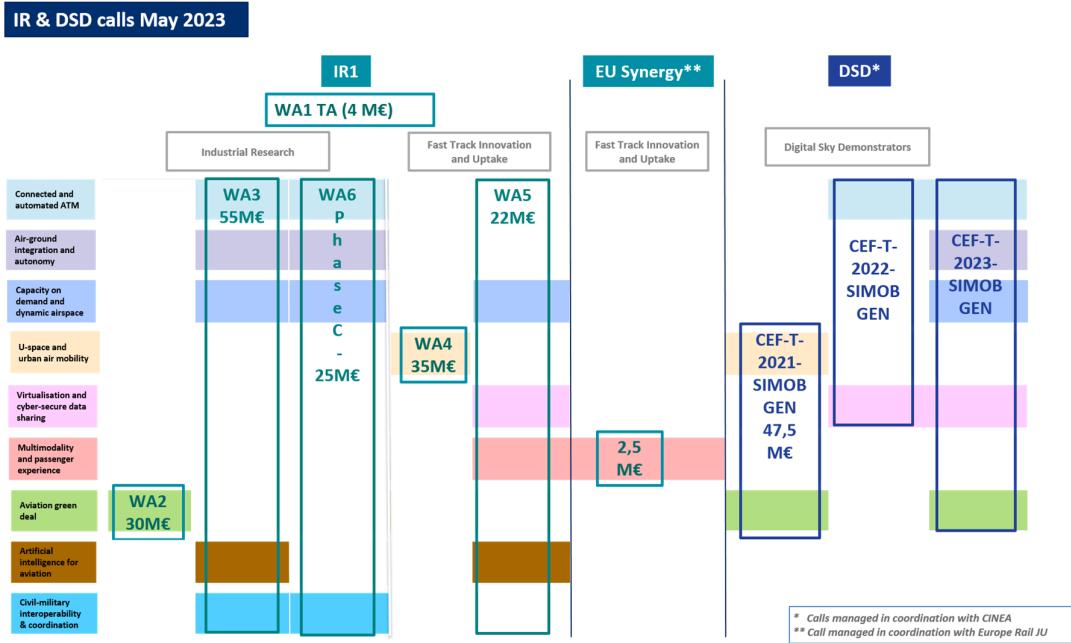 IR & DSD calls May 2023
IR1
EU Synergy**
DSD*
WA1 TA (4 M€)
Industrial Research
Fast Track Innovation
and Uptake
Fast Track Innovation
and Uptake
Digital Sky Demonstrators
Connected and
automated ATM
Air-ground
integration and
autonomy
Capacity on
demand and
dynamic airspace
U-space and
urban air mobility
Virtualisation and
cyber-secure data
sharing
Multimodality
and passenger
experience
Aviation green
deal
Artificial
intelligence for
aviation
Civil-military
interoperability
& coordination
WA2
30M€
WA3
55M€
WA6
P
h
a
s
e
C
-
25M€
WA4
35M€
WA5
22M€
2,5
M€
CEF-T-
2021-
SIMOB
GEN
47,5
M€
CEF-T-
2022-
SIMOB
GEN
CEF-T-
2023-
SIMOB
GEN
* Calls managed in coordination with CINEA
** Call managed in coordination with Europe Rail JU